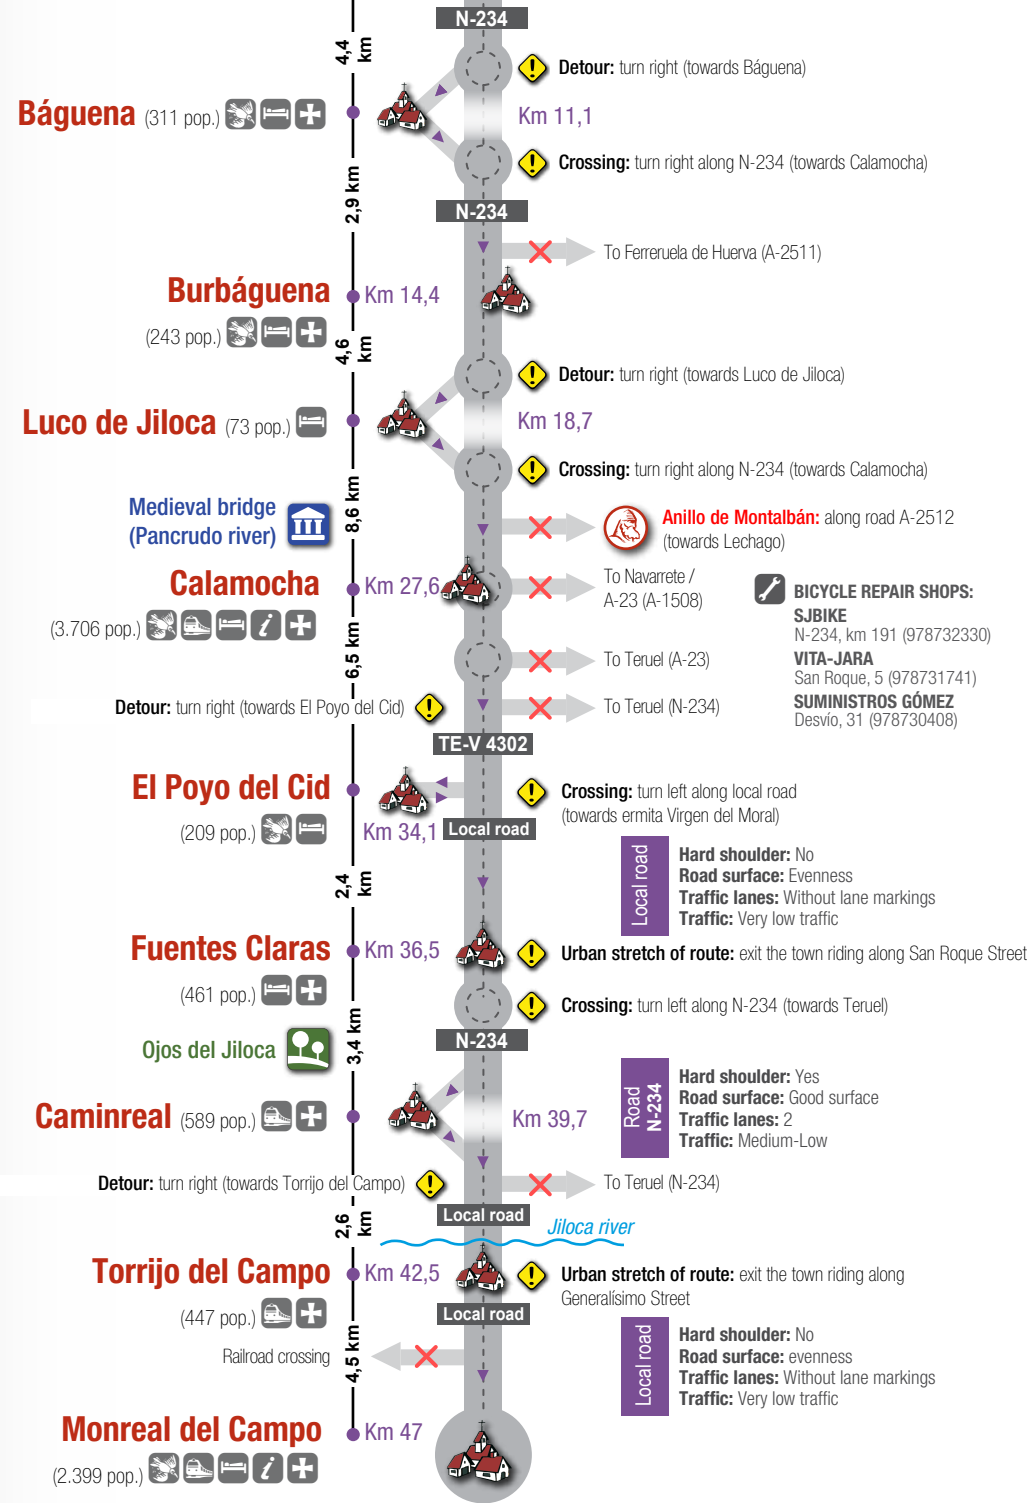 N-234
4,4 km
Detour: turn right (towards Báguena)
Báguena (311 pop.)
Km 11,1
Crossing: turn right along N-234 (towards Calamocha)
2,9 km
N-234
To Ferreruela de Huerva (A-2511)
Burbáguena
Km 14,4
(243 pop.)
4,6 km
Detour: turn right (towards Luco de Jiloca)
Luco de Jiloca (73 pop.)
Km 18,7
Crossing: turn right along N-234 (towards Calamocha)
8,6 km
Medieval bridge
(Pancrudo river)
Anillo de Montalbán: along road A-2512
(towards Lechago)
Calamocha
Km 27,6
(3.706 pop.)
To Navarrete /
A-23 (A-1508)
BICYCLE REPAIR SHOPS:
SJBIKE
N-234, km 191 (978732330)
VITA-JARA
San Roque, 5 (978731741)
SUMINISTROS GÓMEZ
Desvío, 31 (978730408)
6,5 km
To Teruel (A-23)
Detour: turn right (towards El Poyo del Cid)
To Teruel (N-234)
TE-V 4302
El Poyo del Cid
(209 pop.)
Km 34,1
Crossing: turn left along local road
(towards ermita Virgen del Moral)
Local road
Local road
Hard shoulder: No
Road surface: Evenness
Traffic lanes: Without lane markings
Traffic: Very low traffic
2,4 km
Fuentes Claras
Km 36,5
(461 pop.)
Urban stretch of route: exit the town riding along San Roque Street
Crossing: turn left along N-234 (towards Teruel)
3,4 km
N-234
Ojos del Jiloca
Road
N-234
Hard shoulder: Yes
Road surface: Good surface
Traffic lanes: 2
Traffic: Medium-Low
Caminreal (589 pop.)
Km 39,7
Detour: turn right (towards Torrijo del Campo)
To Teruel (N-234)
2,6 km
Local road
Jiloca river
Torrijo del Campo
Km 42,5
(447 pop.)
Urban stretch of route: exit the town riding along
Generalísimo Street
Local road
Local road
Hard shoulder: No
Road surface: evenness
Traffic lanes: Without lane markings
Traffic: Very low traffic
Railroad crossing
4,5 km
Monreal del Campo
Km 47
(2.399 pop.)